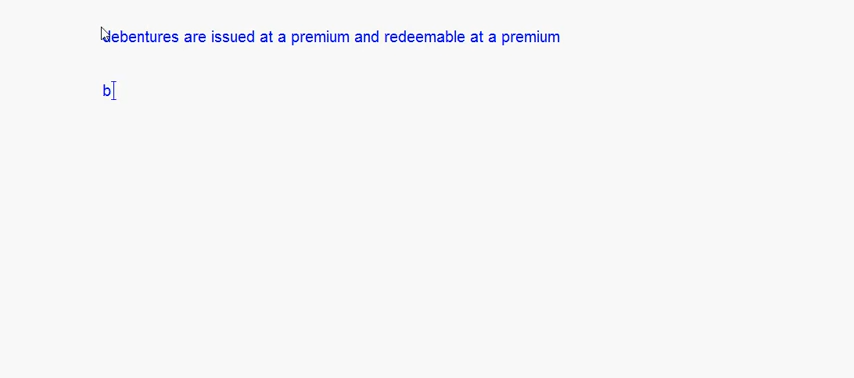 debentures are issued at a premium and redeemable at a premium
b